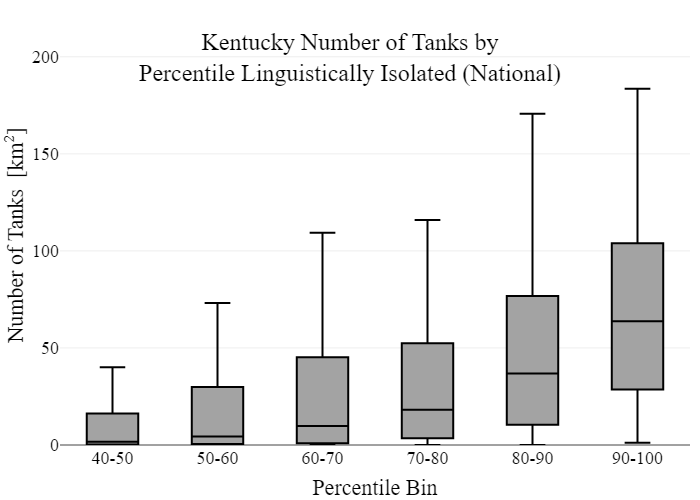 Kentucky Number of Tanks by
Percentile Linguistically Isolated (National)
Number of Tanks [km²]
200
150
100
50
0
40-50 50-60 60-70 70-80 80-90 90-100
Percentile Bin